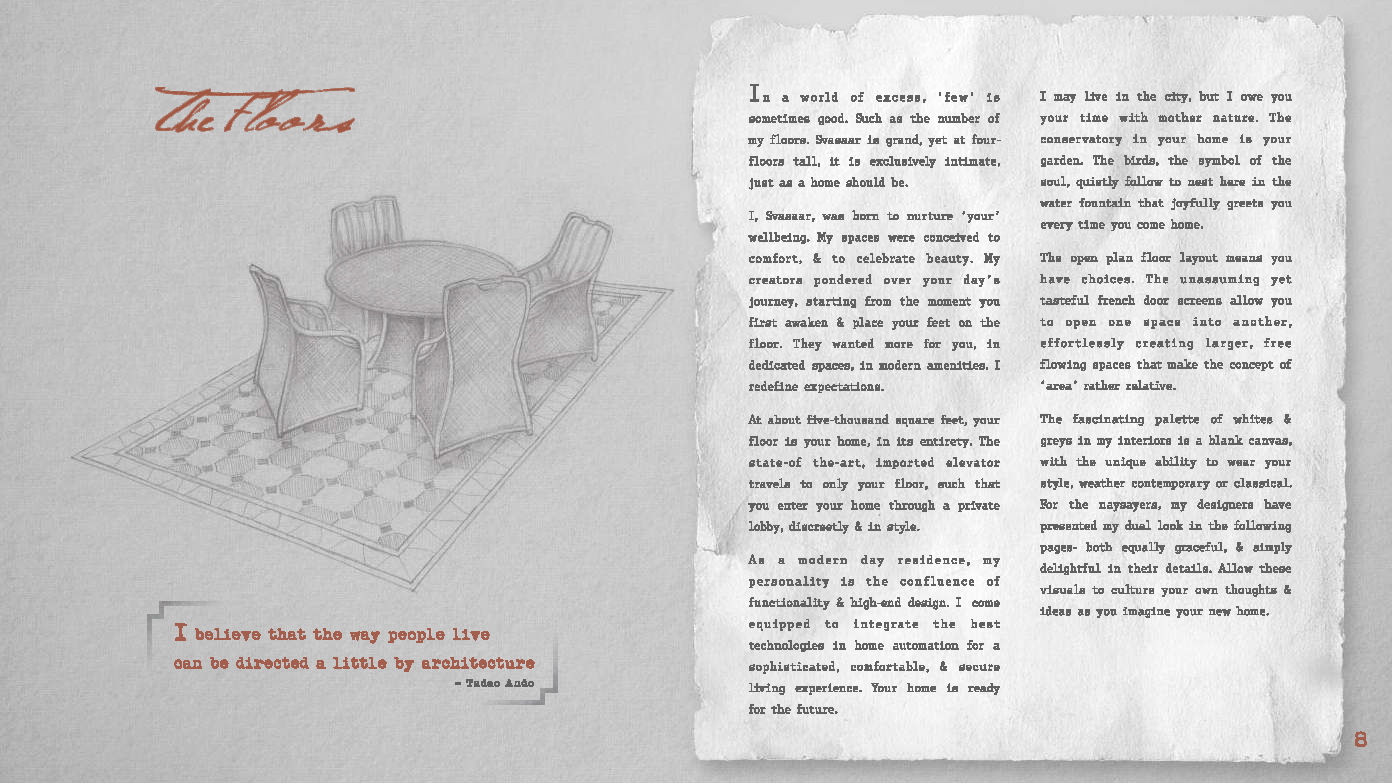 The Floors
I believe that the way people live
can be directed a little by architecture
- Tadao Ando
In a world of excess, 'few' is
sometimes good. Such as the number of
my floors. Svasaar is grand, yet at four-
floors tall, it is exclusively intimate,
just as a home should be.
I, Svasaar, was born to nurture 'your'
wellbeing. My spaces were conceived to
comfort, & to celebrate beauty. My
creators pondered over your day's
journey, starting from the moment you
first awaken & place your feet on the
floor. They wanted more for you, in
dedicated spaces, in modern amenities. I
redefine expectations.
At about five-thousand square feet, your
floor is your home, in its entirety. The
state-of the-art, imported elevator
travels to only your floor, such that
you enter your home through a private
lobby, discreetly & in style.
As a modern day residence, my
personality is the confluence of
functionality & high-end design. I come
equipped to integrate the best
technologies in home automation for a
sophisticated, comfortable, & secure
living experience. Your home is ready
for the future.
I may live in the city, but I owe you
your time with mother nature. The
conservatory in your home is your
garden. The birds, the symbol of the
soul, quietly follow to nest here in the
water fountain that joyfully greets you
every time you come home.
The open plan floor layout means you
have choices. The unassuming yet
tasteful french door screens allow you
to open one space into another,
effortlessly creating larger, free
flowing spaces that make the concept of
'area' rather relative.
The fascinating palette of whites &
greys in my interiors is a blank canvas,
with the unique ability to wear your
style, weather contemporary or classical.
For the naysayers, my designers have
presented my dual look in the following
pages- both equally graceful, & simply
delightful in their details. Allow these
visuals to culture your own thoughts &
ideas as you imagine your new home.
8